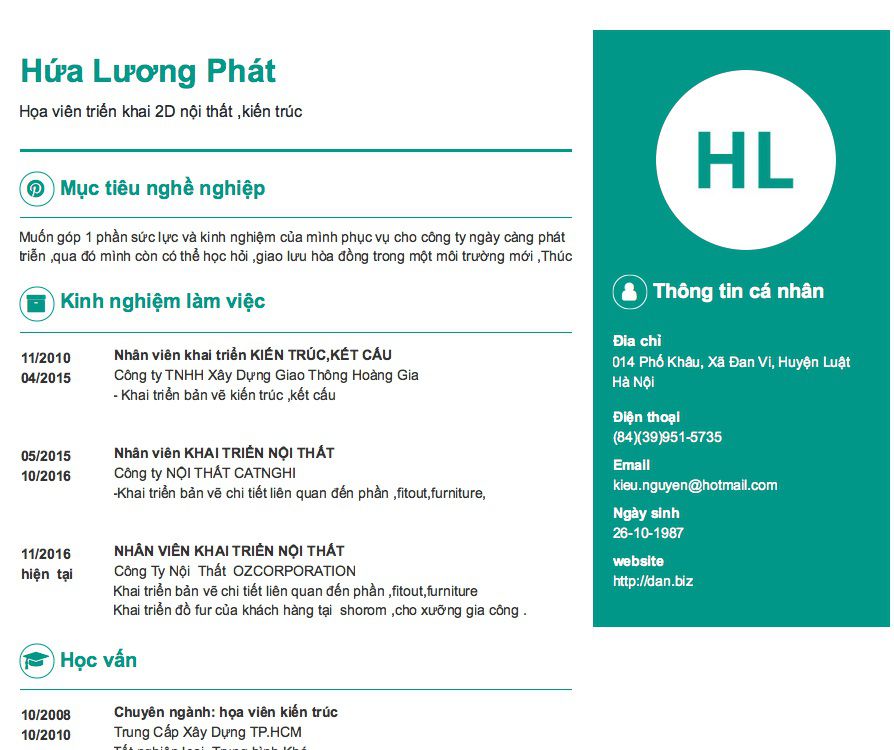 Hứa Lương Phát
Họa viên triển khai 2D nội thất ,kiến trúc
Mục tiêu nghề nghiệp
Muốn góp 1 phần sức lực và kinh nghiệm của mình phục vụ cho công ty ngày càng phát
triễn ,qua đó mình còn có thể học hỏi ,giao lưu hòa đồng trong một môi trường mới ,Thúc
Kinh nghiệm làm việc
11/2010
04/2015
Nhân viên khai triển KIẾN TRÚC,KẾT CẤU
Công ty TNHH Xây Dựng Giao Thông Hoàng Gia
- Khai triển bản vẽ kiến trúc ,kết cấu
05/2015
10/2016
Nhân viên KHAI TRIỂN NỘI THẤT
Công ty NỘI THẤT CATNGHI
-Khai triển bản vẽ chi tiết liên quan đến phần ,fitout,furniture,
11/2016
hiện tại
NHÂN VIÊN KHAI TRIỂN NỘI THẤT
Công Ty Nội Thất OZCORPORATION
Khai triển bản vẽ chi tiết liên quan đến phần ,fitout,furniture
Khai triển đồ fur của khách hàng tại shorom ,cho xưỡng gia công .
Học vấn
10/2008
10/2010
Chuyên ngành: họa viên kiến trúc
Trung Cấp Xây Dựng TP.HCM
HL
Thông tin cá nhân
Địa chỉ
014 Phố Khâu, Xã Đan Vi, Huyện Luật
Hà Nội
Điện thoại
(84)(39)951-5735
Email
kieu.nguyen@hotmail.com
Ngày sinh
26-10-1987
website
http://dan.biz